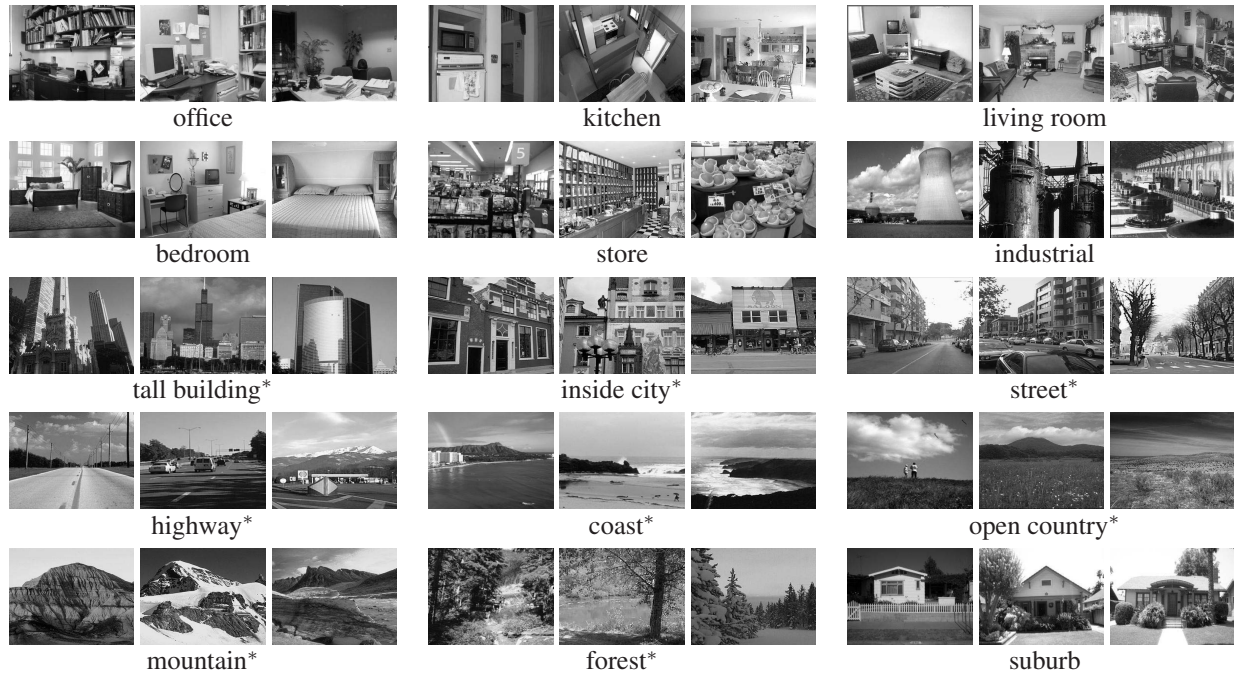 office
kitchen
living room
bedroom
5
store
industrial
tall building*
inside city*
street*
highway*
coast*
open country*
mountain*
forest*
suburb